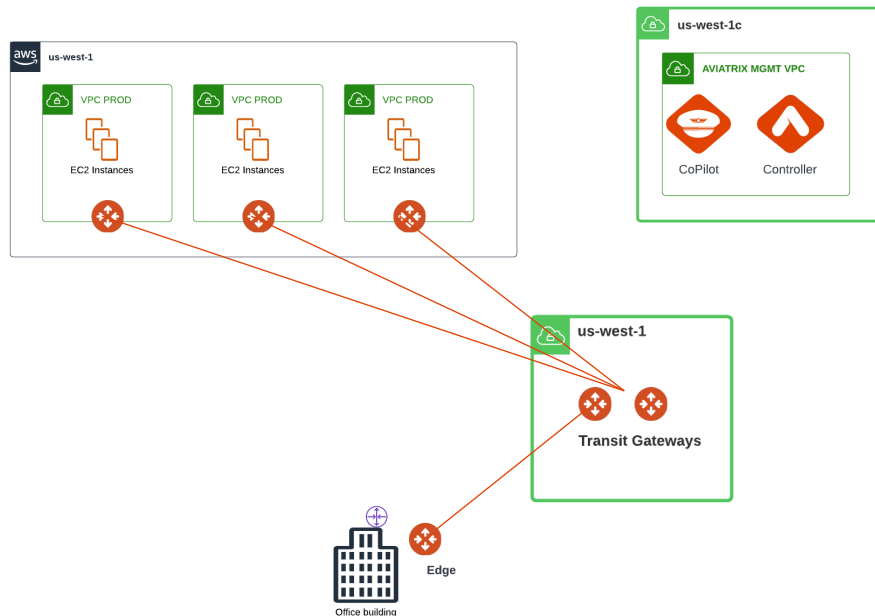 us-west-1c
aws
us-west-1
AVIATRIX MGMT VPC
VPC PROD
VPC PROD
VPC PROD
EC2 Instances
EC2 Instances
EC2 Instances
CoPilot
Controller
us-west-1
Transit Gateways
Edge
Office building